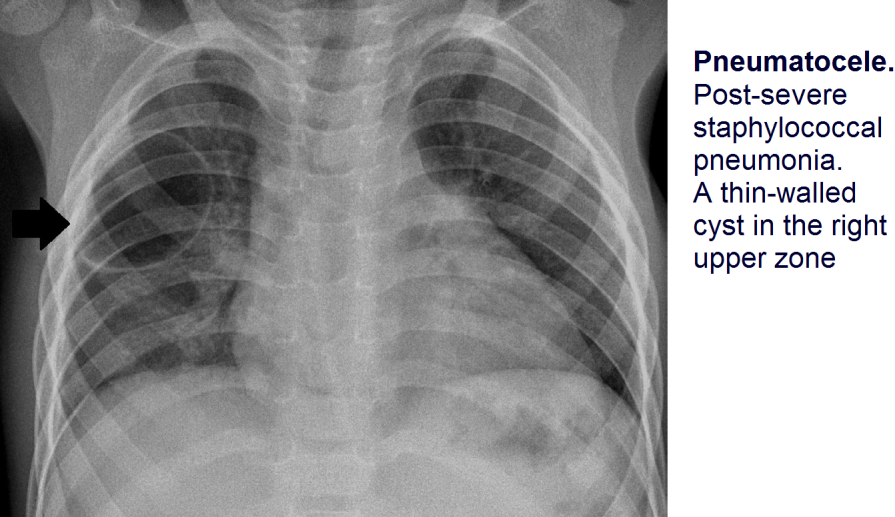 Pneumatocele.
Post-severe
staphylococcal
pneumonia.
A thin-walled
cyst in the right
upper zone